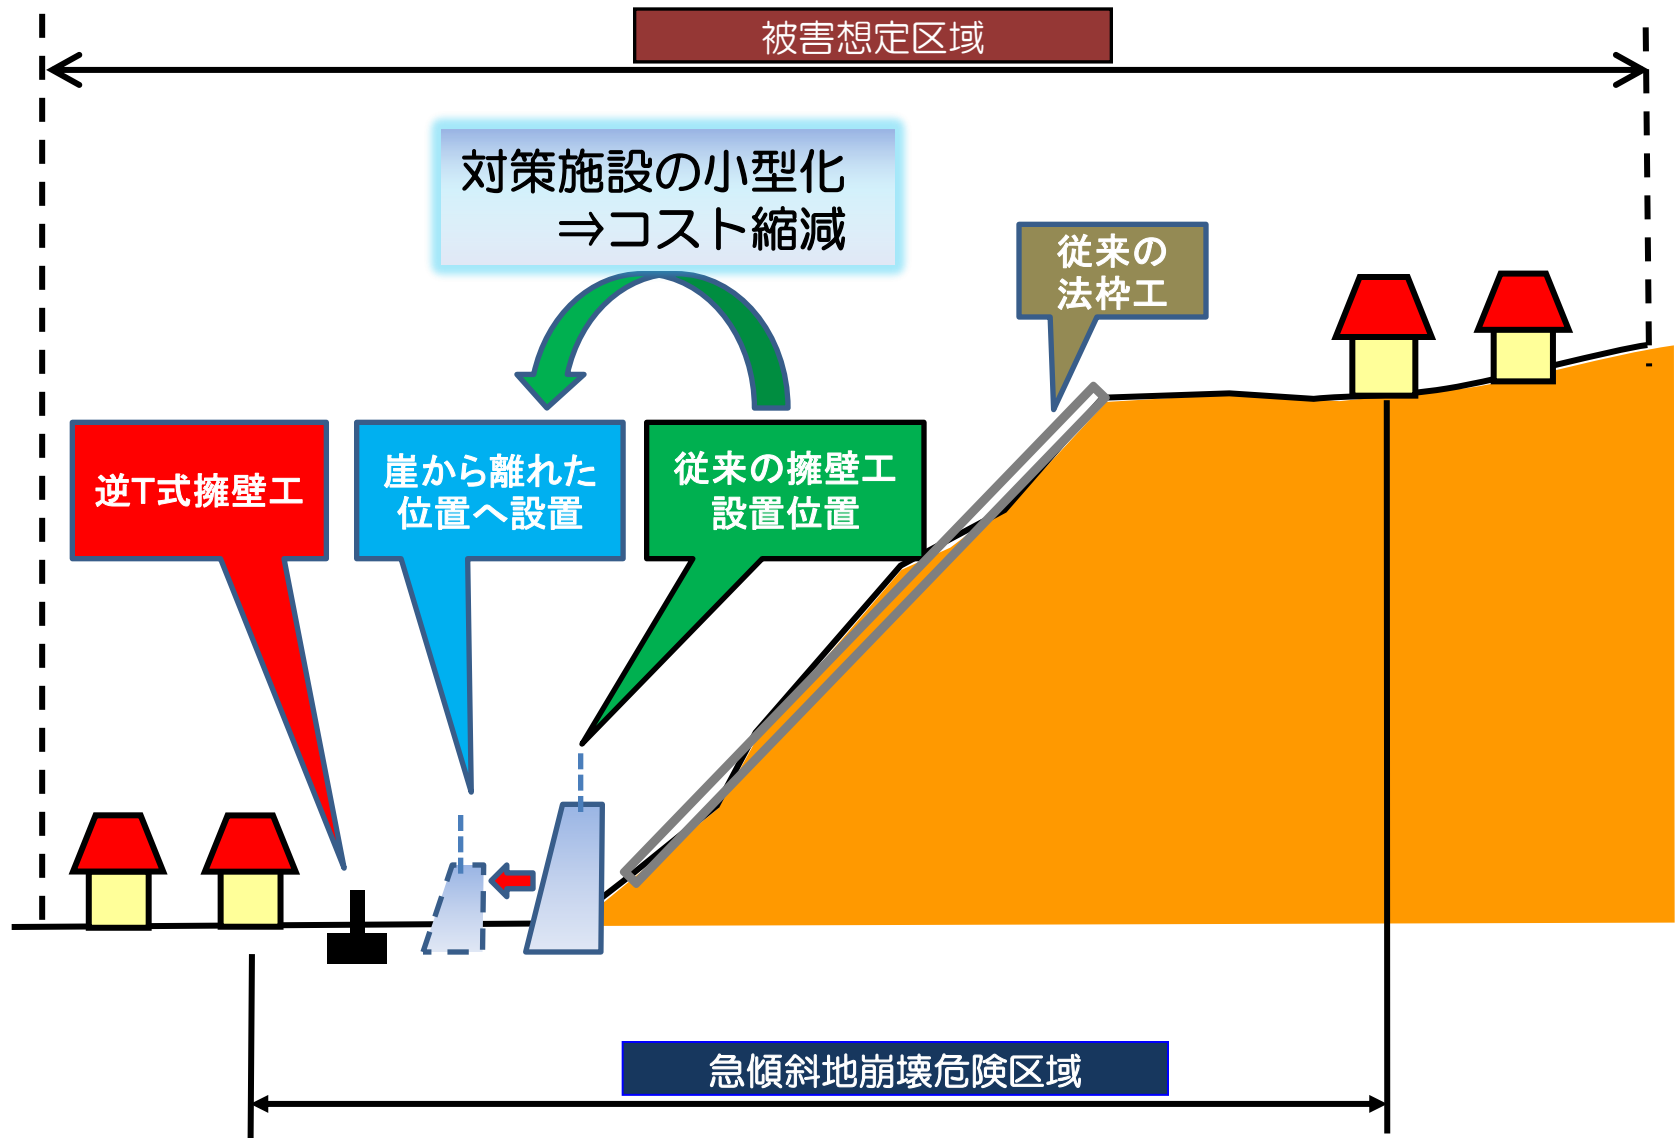 被害想定区域
対策施設の小型化
⇒コスト縮減
従来の
法枠工
逆T式擁壁工
崖から離れた
位置へ設置
従来の擁壁工
設置位置
急傾斜地崩壊危険区域